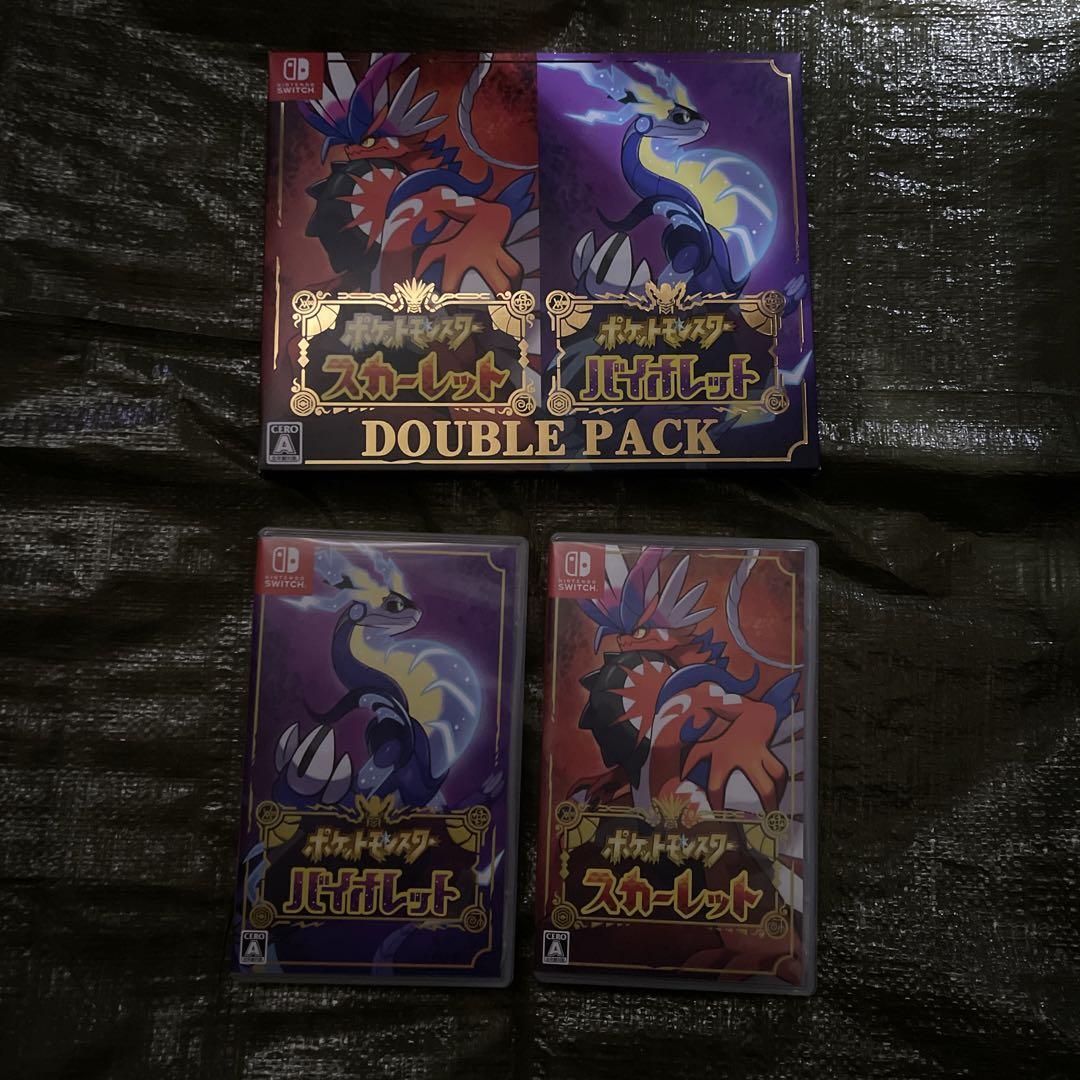 NINTENDO
SWITCH
ポケットモンスター
スカーレット
ポケットモンスター
バイオレット
CERO
A
DOUBLE PACK
NINTENDO
SWITCH
ポケットモンスター
バイオレット
CERO
A
NINTENDO
SWITCH
ポケットモンスター
スカーレット
CERO
A